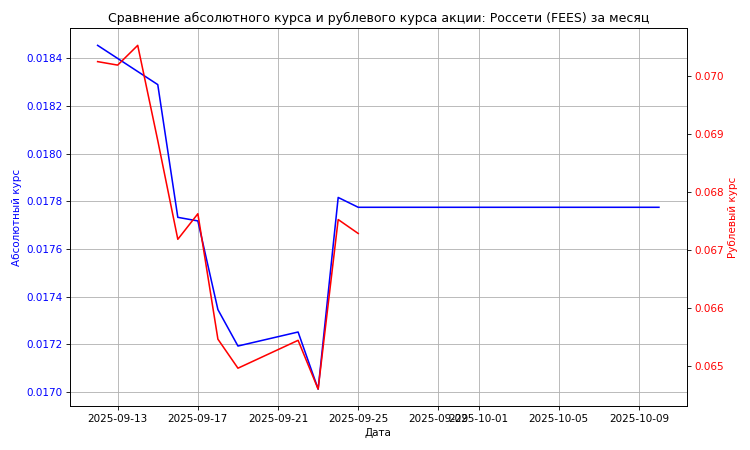 Сравнение абсолютного курса и рублевого курса акции: Россети (FEES) за месяц
0.0184
0.0182
0.0180
0.0178
0.0176
0.0174
0.0172
0.0170
Абсолютный курс
0.070
0.069
0.068
0.067
0.066
0.065
Рублевый курс
2025-09-13 2025-09-17 2025-09-21 2025-09-25 2025-09-29 2025-10-01 2025-10-05 2025-10-09
Дата